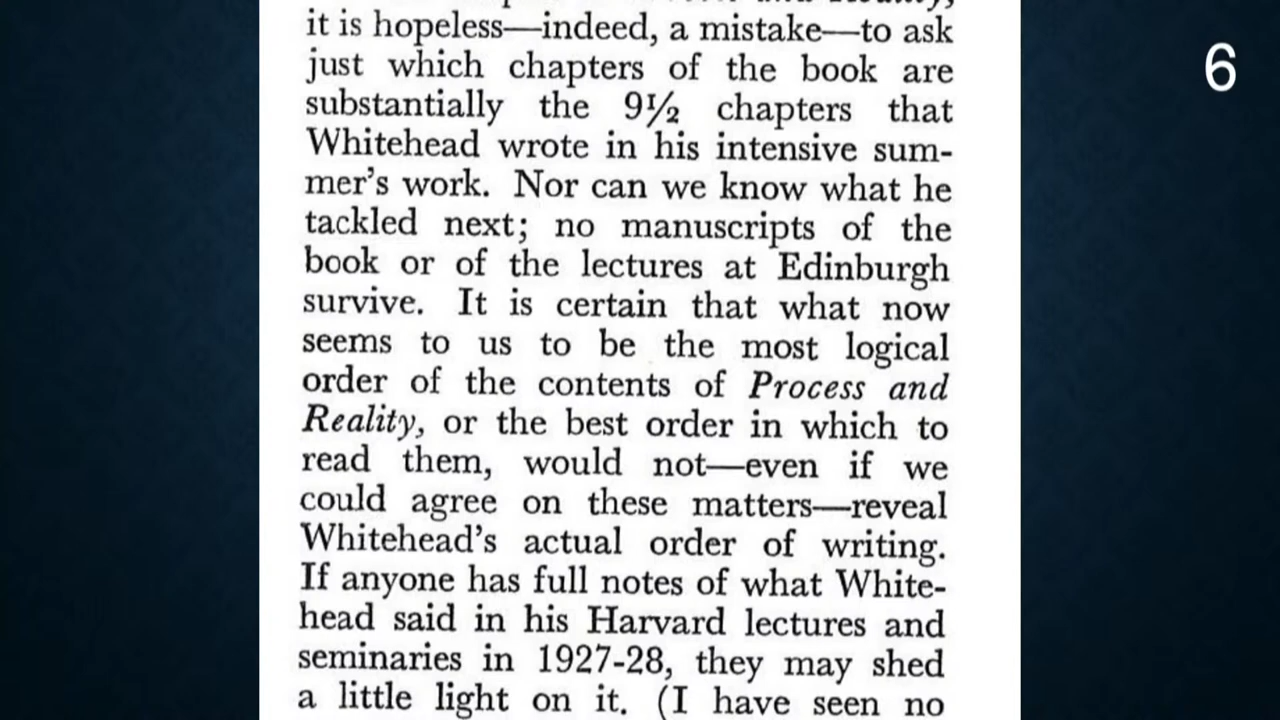 it is hopeless—indeed, a mistake—to ask
just which chapters of the book are
substantially the 9½ chapters that
Whitehead wrote in his intensive sum-
mer's work. Nor can we know what he
tackled next; no manuscripts of the
book or of the lectures at Edinburgh
survive. It is certain that what now
seems to us to be the most logical
order of the contents of Process and
Reality, or the best order in which to
read them, would not—even if we
could agree on these matters—reveal
Whitehead's actual order of writing.
If anyone has full notes of what White-
head said in his Harvard lectures and
seminaries in 1927-28, they may shed
a little light on it. (I have seen no
6